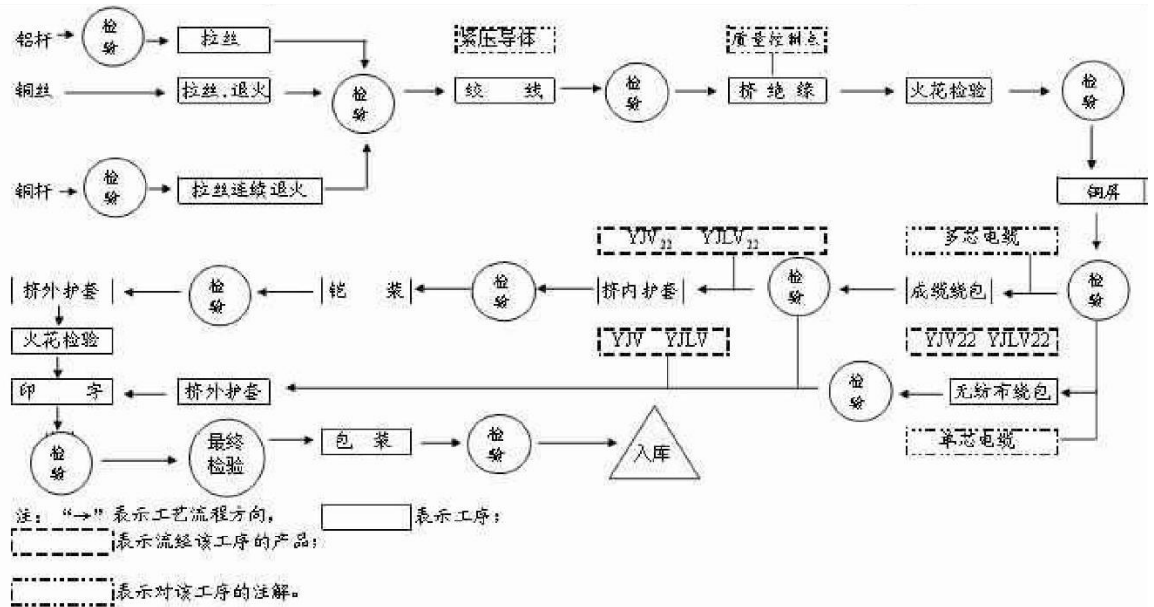 铝杆
检验
拉丝
紧压导体
质量控制点
铜丝
拉丝.退火
检验
绞 线
检验
挤绝缘
火花检验
检验
铜杆
检验
拉丝连续退火
铜屏
YJV22 YJLV22
多芯电缆
挤外护套
检验
铠 装
检验
挤内护套
检验
成缆绕包
检验
火花检验
YJV YJLV
YJV22 YJLV22
印 字
挤外护套
检验
无纺布绕包
检验
最终检验
包 装
检验
入库
单芯电缆
注: “→”表示工艺流程方向, 表示工序;
表示流经该工序的产品;
表示对该工序的注解。